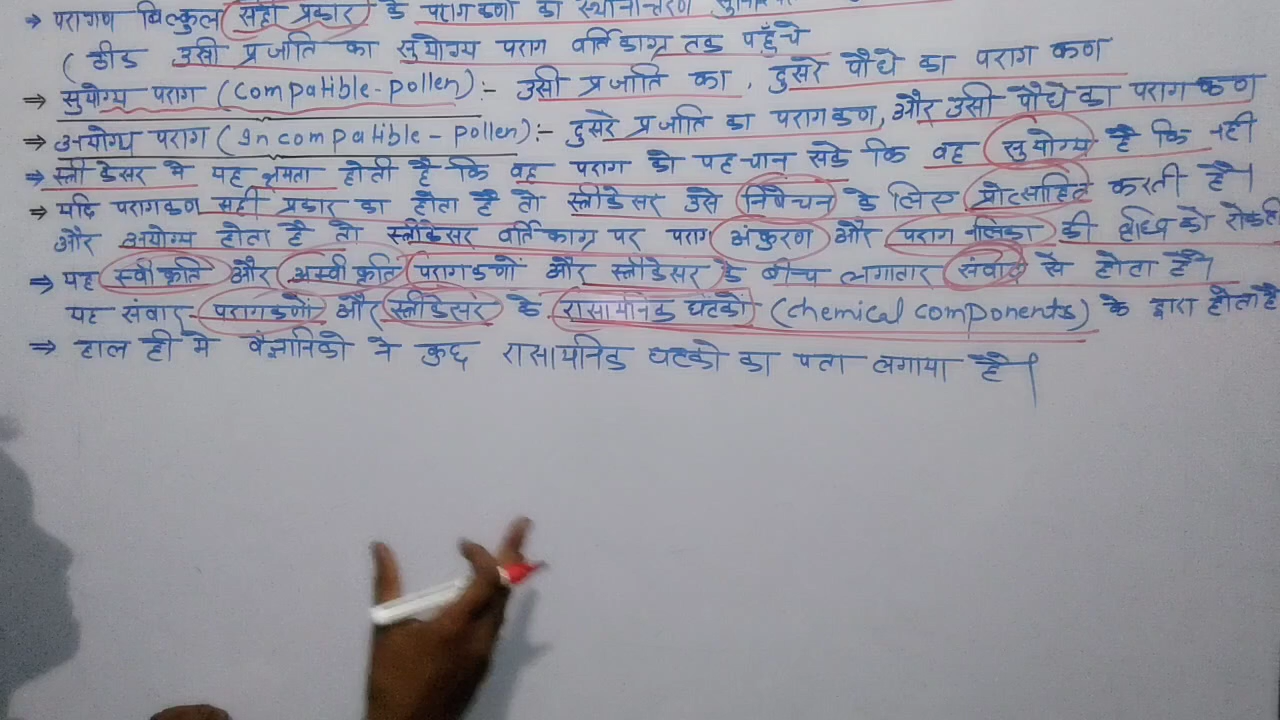 → परागण बिल्कुल सही प्रकार के परागकणों का स्थानान्तरण
( ठीक उसी प्रजाति का सुयोग्य पराग वर्तिकाग्र तक पहुँचे
⇒ सुयोग्य पराग (Compatible-pollen) :- उसी प्रजाति का, दुसरे पौधे का पराग कण
⇒ अयोग्य पराग (Incompatible-pollen):- दुसरे प्रजाति का परागकण, और उसी पौधे का पराग कण
⇒ स्त्रीकेसर मे यह क्षमता होती है कि वह पराग को पहचान सके कि वह सुयोग्य है कि नही
⇒ यदि परागकण सही प्रकार का होता है तो स्त्रीकेसर उसे निषेचन के लिए प्रोत्साहित करती है।
और अयोग्य होता है तो स्त्रीकेसर वर्तिकाग्र पर पराग अंकुरण और पराग नलिका की वृध्दि को रोकती
⇒ यह स्वीकृति और अस्वीकृति परागकणों और स्त्रीकेसर के बीच लगातार संवाद से होता है।
यह संवाद परागकणों और स्त्रीकेसर के रासायनिक घटकों (chemical components) के द्वारा होता है
⇒ हाल ही मे वैज्ञानिको ने कुछ रासायनिक घटको का पता लगाया है।